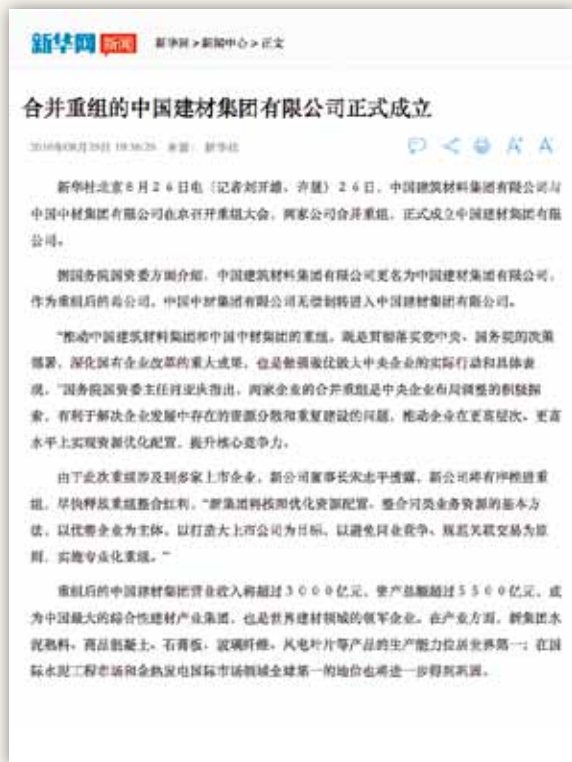 新华网 新闻 新华网 > 新闻中心 > 正文
合并重组的中国建材集团有限公司正式成立
2016年08月26日 来源： 新华社
新华社北京8月26日电（记者刘开雄、许晟）26日，中国建筑材料集团有限公司与
中国中材集团有限公司在京召开重组大会，两家公司合并重组，正式成立中国建材集团有限
公司。
据国务院国资委方面介绍，中国建筑材料集团有限公司更名为中国建材集团有限公司，
作为重组后的母公司，中国中材集团有限公司无偿划转进入中国建材集团有限公司。
“推动中国建筑材料集团和中国中材集团的重组，既是贯彻落实党中央、国务院的决策
部署，深化国有企业改革的重大成果，也是做强做优做大中央企业的实际行动和具体表
现。”国务院国资委主任肖亚庆指出，两家企业的合并重组是中央企业布局调整的积极探
索，有利于解决企业发展中存在的资源分散和重复建设的问题，推动企业在更高层次、更高
水平上实现资源优化配置，提升核心竞争力。
由于此次重组涉及到多家上市企业，新公司董事长宋志平透露，新公司将有序推进重
组，尽快释放重组整合红利。“新集团将按照优化资源配置、整合同类业务资源的基本方
法，以优势企业为主体，以打造大上市公司为目标，以避免同业竞争、规范关联交易为原
则，实施专业化重组。”
重组后的中国建材集团营业收入将超过3000亿元，资产总额超过5500亿元，成
为中国最大的综合性建材产业集团，也是世界建材领域的领军企业。在产业方面，新集团水
泥熟料、商品混凝土、石膏板、玻璃纤维、风电叶片等产品的生产能力位居世界第一；在国
际水泥工程市场和余热发电国际市场领域全球第一的地位也将进一步得到巩固。